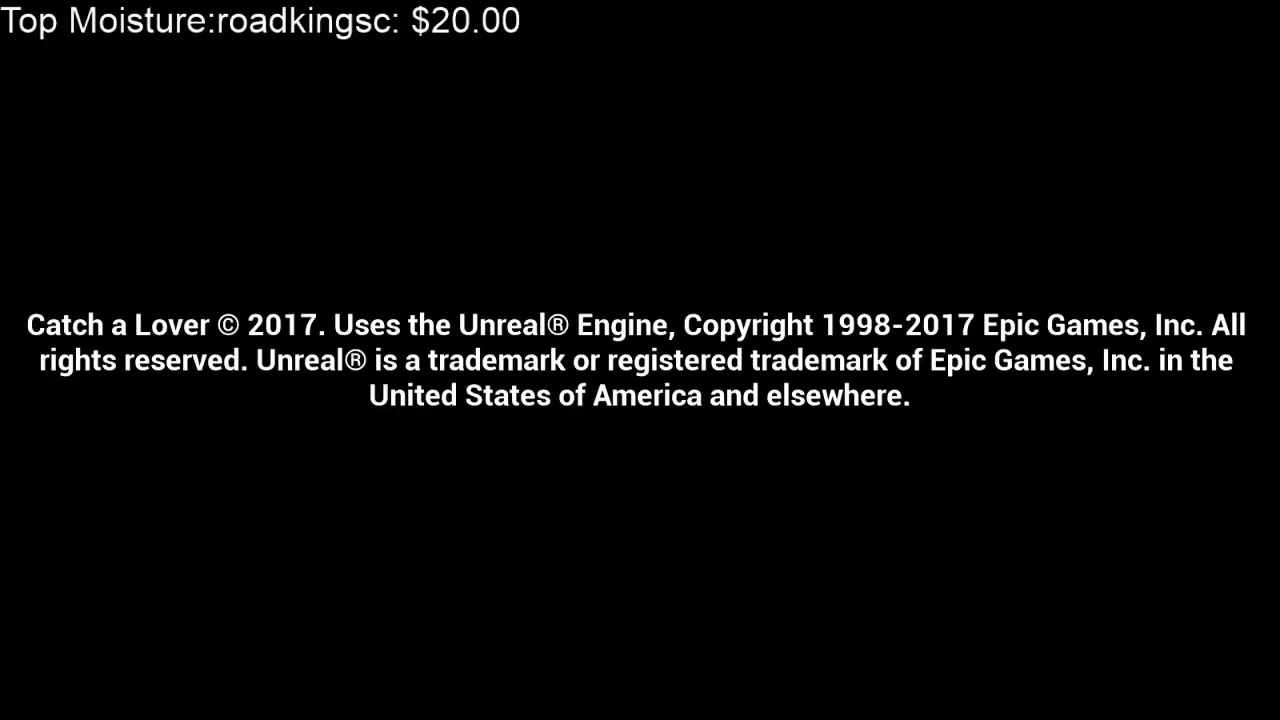 Top Moisture:roadkingsc: $20.00
Catch a Lover © 2017. Uses the Unreal® Engine, Copyright 1998-2017 Epic Games, Inc. All
rights reserved. Unreal® is a trademark or registered trademark of Epic Games, Inc. in the
United States of America and elsewhere.